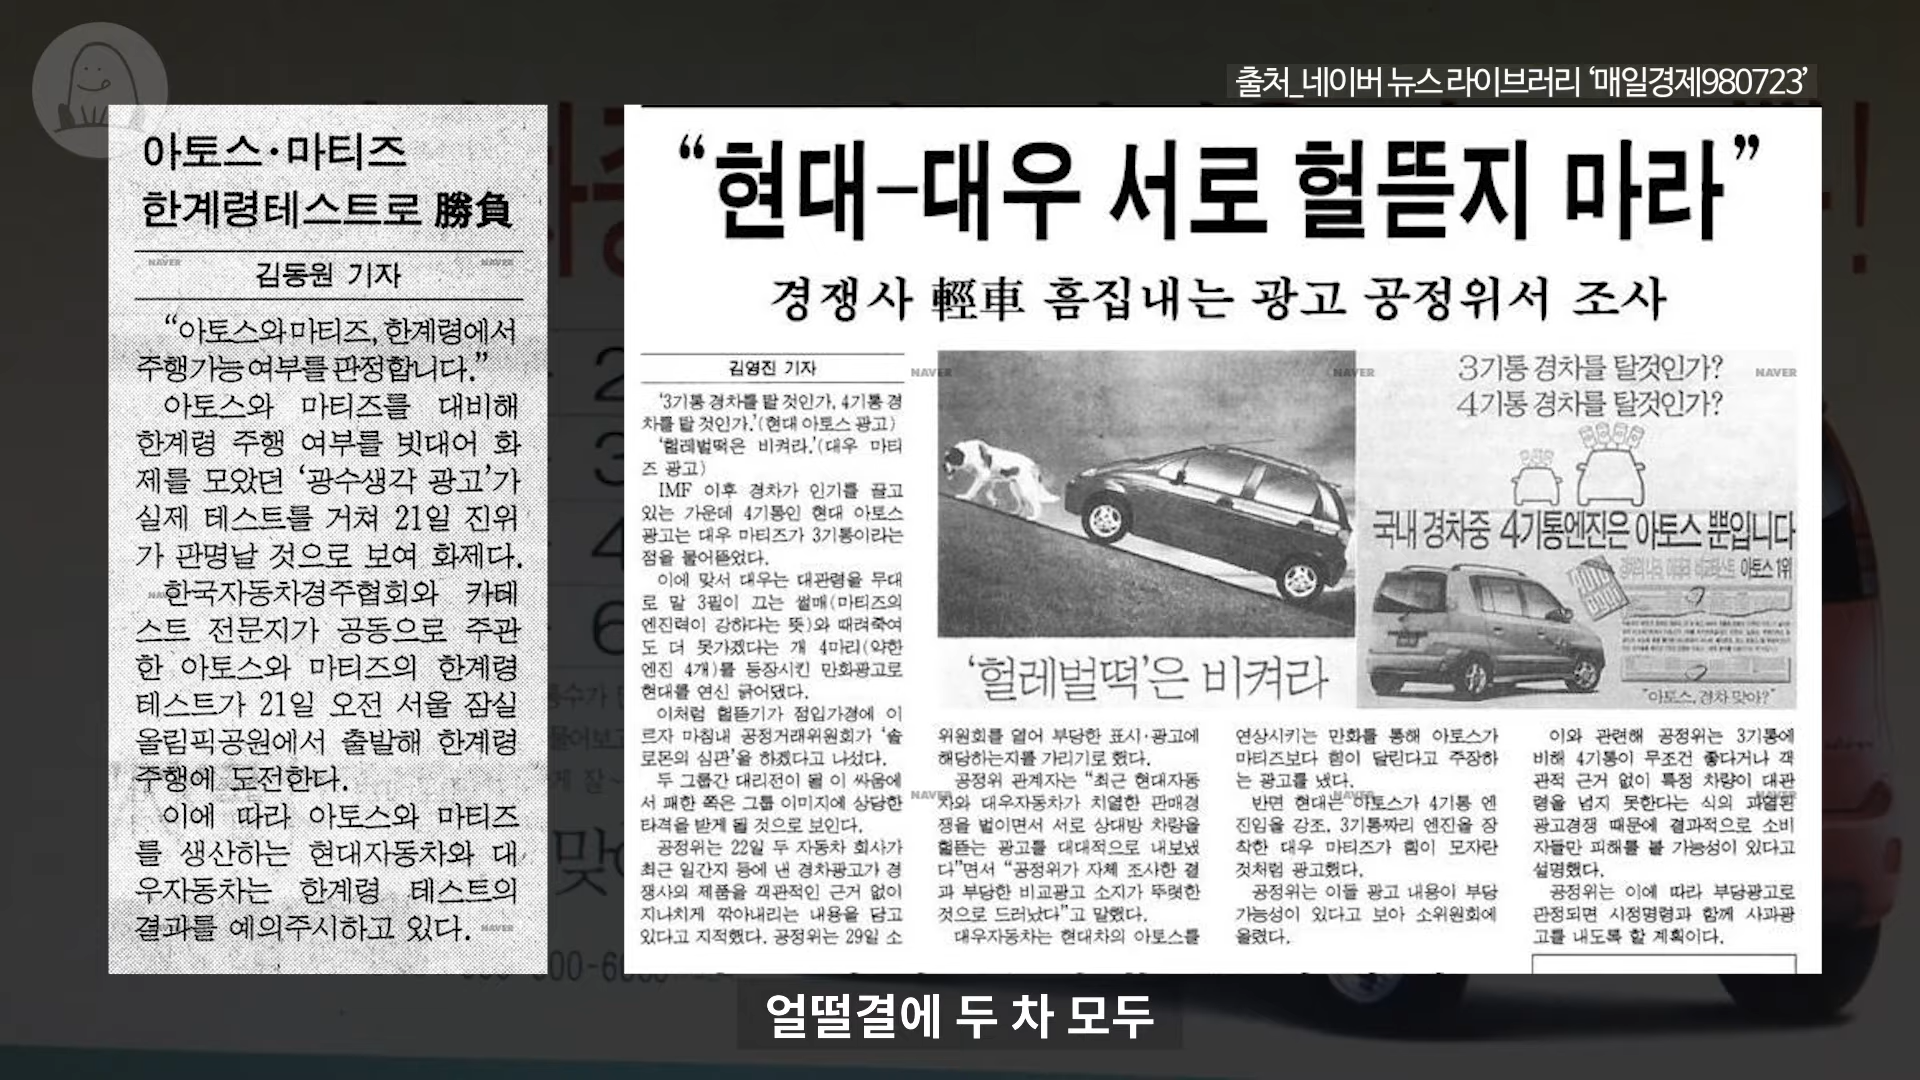 출처_네이버 뉴스 라이브러리 ‘매일경제980723’
아토스·마티즈
한계령테스트로 勝負
김동원 기자
“아토스와 마티즈, 한계령에서
주행가능 여부를 판정합니다.”
아토스와 마티즈를 대비해
한계령 주행 여부를 빗대어 화
제를 모았던 ‘광수생각 광고’가
실제 테스트를 거쳐 21일 진위
가 판명날 것으로 보여 화제다.
한국자동차경주협회와 카테
스트 전문지가 공동으로 주관
한 아토스와 마티즈의 한계령
테스트가 21일 오전 서울 잠실
올림픽공원에서 출발해 한계령
주행에 도전한다.
이에 따라 아토스와 마티즈
를 생산하는 현대자동차와 대
우자동차는 한계령 테스트의
결과를 예의주시하고 있다.
“현대-대우 서로 헐뜯지 마라”
경쟁사 輕車 흠집내는 광고 공정위서 조사
김영진 기자
‘3기통 경차를 탈 것인가, 4기통 경
차를 탈 것인가.’(현대 아토스 광고)
‘헐레벌떡은 비켜라.’(대우 마티
즈 광고)
IMF 이후 경차가 인기를 끌고
있는 가운데 4기통인 현대 아토스
광고는 대우 마티즈가 3기통이라는
점을 물어뜯었다.
이에 맞서 대우는 대관령을 무대
로 말 3필이 끄는 썰매(마티즈의
엔진력이 강하다는 뜻)와 때려죽여
도 더 못가겠다는 개 4마리(약한
엔진 4개)를 등장시킨 만화광고로
현대를 연신 긁어댔다.
이처럼 헐뜯기가 점입가경에 이
르자 마침내 공정거래위원회가 ‘솔
로몬의 심판’을 하겠다고 나섰다.
두 그룹간 대리전이 될 이 싸움에
서 패한 쪽은 그룹 이미지에 상당한
타격을 받게 될 것으로 보인다.
공정위는 22일 두 자동차 회사가
최근 일간지 등에 낸 경차광고가 경
쟁사의 제품을 객관적인 근거 없이
지나치게 깎아내리는 내용을 담고
있다고 지적했다. 공정위는 29일 소
3기통 경차를 탈것인가?
4기통 경차를 탈것인가?
국내 경차중 4기통엔진은 아토스 뿐입니다
아토스 1위
“아토스, 경차 맞아?”
‘헐레벌떡’은 비켜라
위원회를 열어 부당한 표시·광고에
해당하는지를 가리기로 했다.
공정위 관계자는 “최근 현대자동
차와 대우자동차가 치열한 판매경
쟁을 벌이면서 서로 상대방 차량을
헐뜯는 광고를 대대적으로 내보냈
다”면서 “공정위가 자체 조사한 결
과 부당한 비교광고 소지가 뚜렷한
것으로 드러났다”고 말했다.
대우자동차는 현대차의 아토스를
연상시키는 만화를 통해 아토스가
마티즈보다 힘이 달린다고 주장하
는 광고를 냈다.
반면 현대는 아토스가 4기통 엔
진임을 강조, 3기통짜리 엔진을 장
착한 대우 마티즈가 힘이 모자란
것처럼 광고했다.
공정위는 이들 광고 내용이 부당
가능성이 있다고 보아 소위원회에
올렸다.
이와 관련해 공정위는 3기통에
비해 4기통이 무조건 좋다거나 객
관적 근거 없이 특정 차량이 대관
령을 넘지 못한다는 식의 과열된
광고경쟁 때문에 결과적으로 소비
자들만 피해를 볼 가능성이 있다고
설명했다.
공정위는 이에 따라 부당광고로
판정되면 시정명령과 함께 사과광
고를 내도록 할 계획이다.
NAVER
얼떨결에 두 차 모두